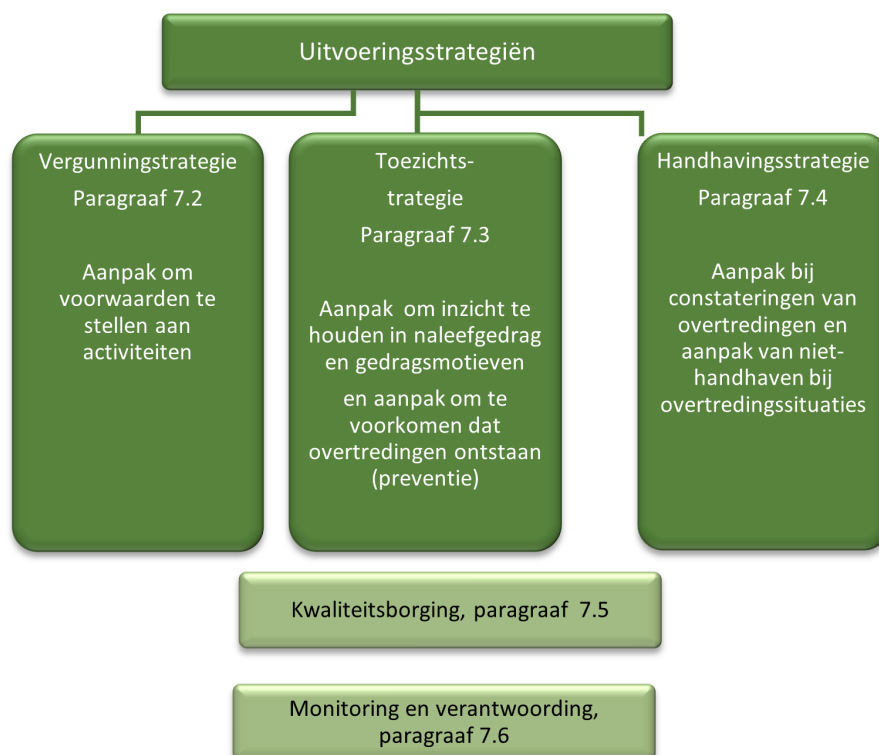 Uitvoeringsstrategiën
Vergunningstrategie
Paragraaf 7.2
Aanpak om
voorwaarden te
stellen aan
activiteiten
Toezichts-
trategie
Paragraaf 7.3
Aanpak om inzicht te
houden in naleefgedrag
en gedragsmotieven
en aanpak om te
voorkomen dat
overtredingen ontstaan
(preventie)
Handhavingsstrategie
Paragraaf 7.4
Aanpak bij
constateringen van
overtredingen en
aanpak van niet-
handhaven bij
overtredingssituaties
Kwaliteitsborging, paragraaf 7.5
Monitoring en verantwoording,
paragraaf 7.6